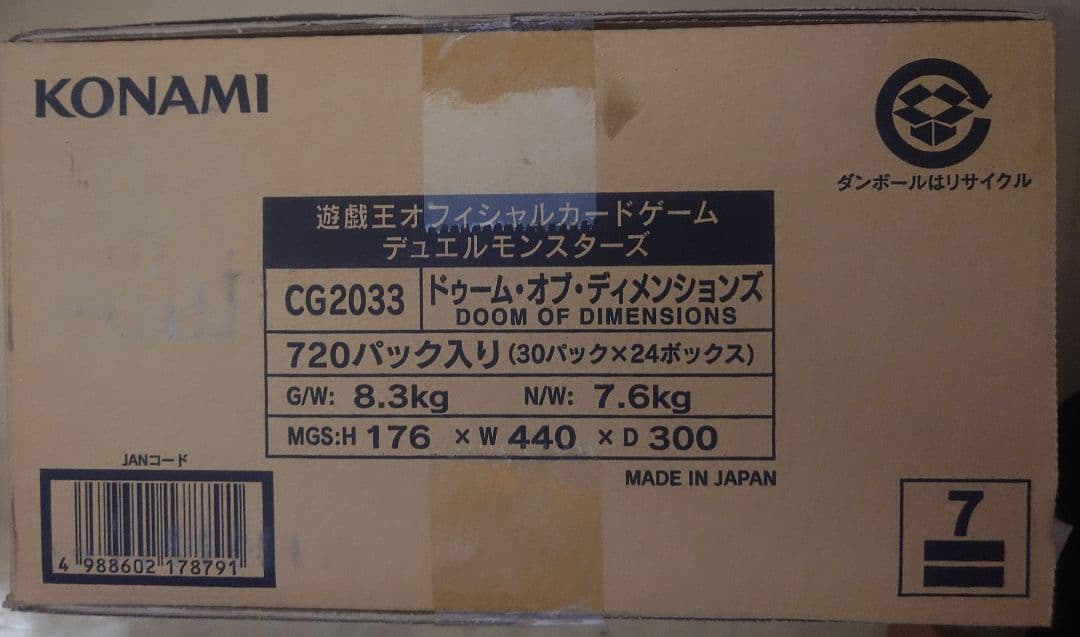 KONAMI
ダンボールはリサイクル
遊戯王オフィシャルカードゲーム
デュエルモンスターズ
CG2033
ドゥーム・オブ・ディメンションズ
DOOM OF DIMENSIONS
720パック入り(30パック×24ボックス)
G/W: 8.3kg N/W: 7.6kg
MGS:H 176 × W 440 × D 300
MADE IN JAPAN
JANコード
4 988602 178791
7